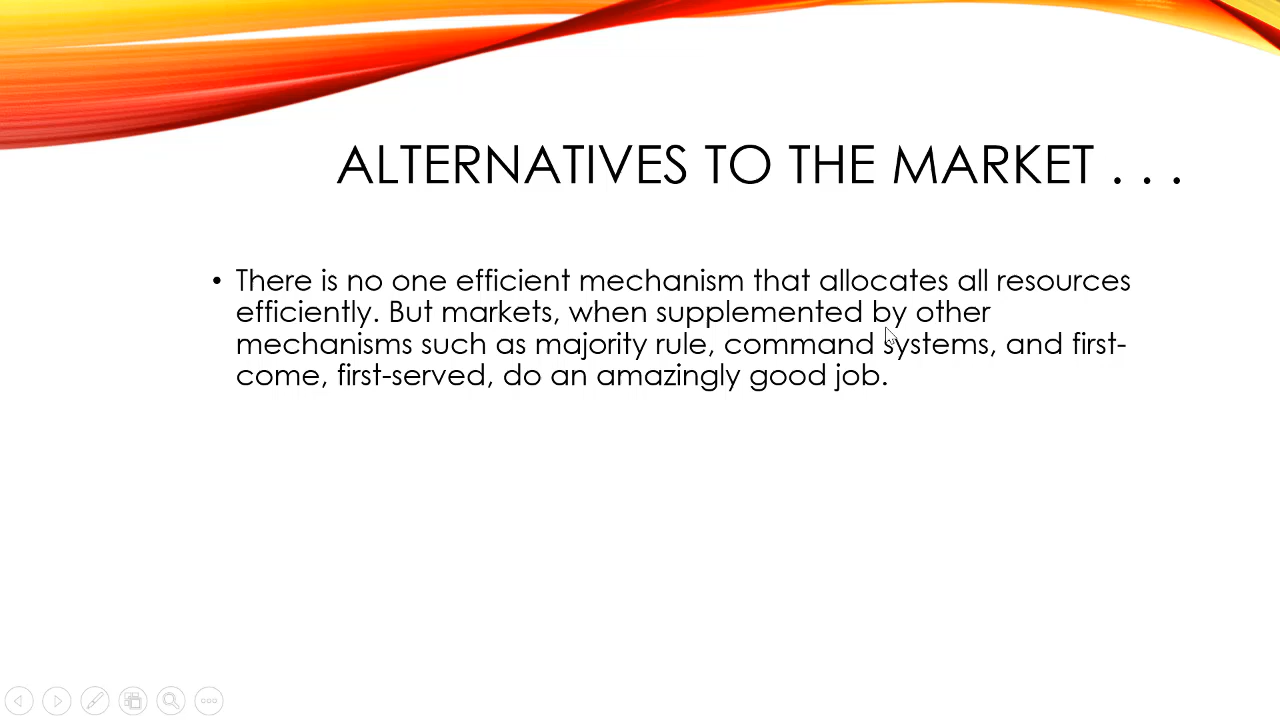 ALTERNATIVES TO THE MARKET . . .
• There is no one efficient mechanism that allocates all resources
efficiently. But markets, when supplemented by other
mechanisms such as majority rule, command systems, and first-
come, first-served, do an amazingly good job.